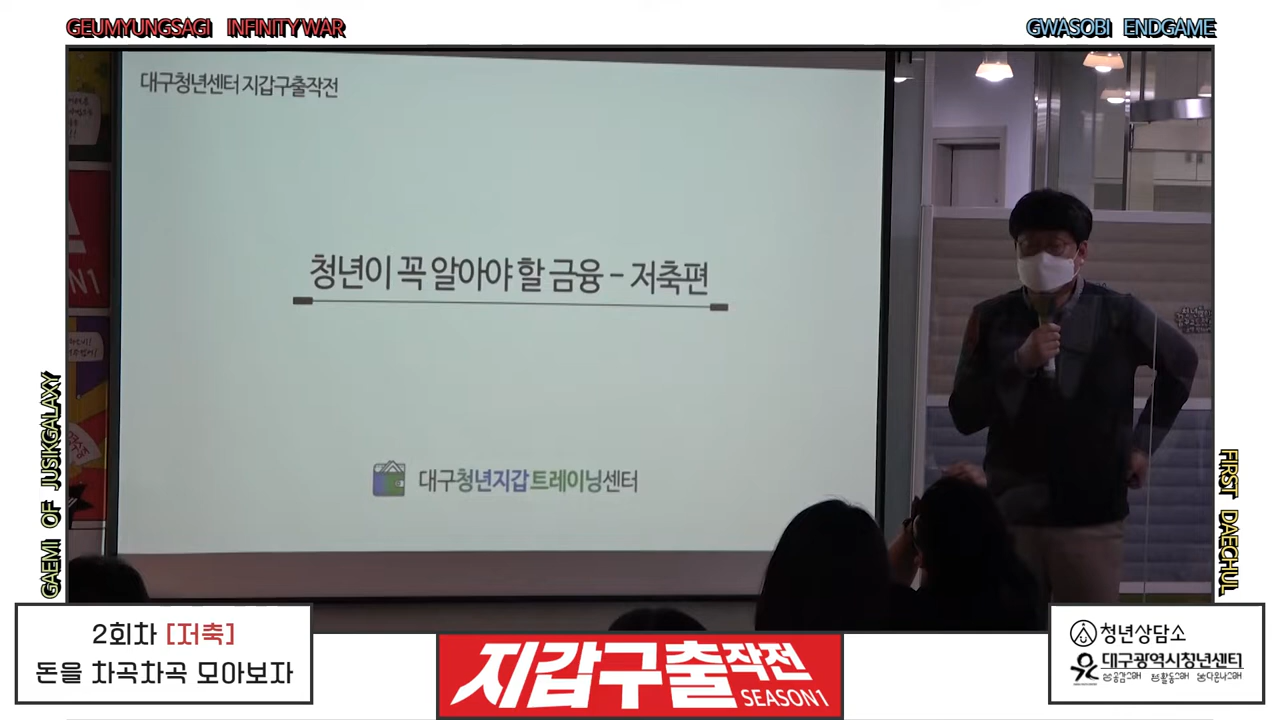 GEUMYUNGSAGI INFINITY WAR
GWASOBI ENDGAME
대구청년센터 지갑구출작전
청년이 꼭 알아야 할 금융 - 저축편
대구청년지갑트레이닝센터
GAEMI OF JUSIKGALAXY
FIRST DAECHUL
2회차 [저축]
돈을 차곡차곡 모아보자
지갑구출작전
SEASON1
청년상담소
대구광역시청년센터